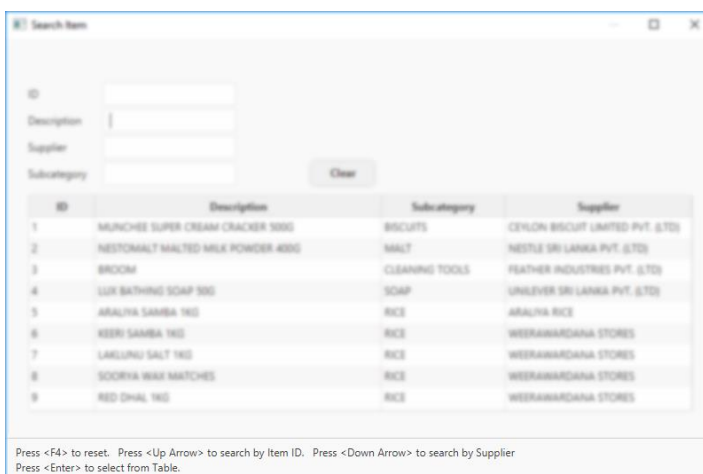 Search Item
ID
Description
Supplier
Subcategory
Clear
ID Description Subcategory Supplier
1 MUNCHEE SUPER CREAM CRACKER 500G BISCUITS CEYLON BISCUIT LIMITED PVT. (LTD)
2 NESTOMALT MALTED MILK POWDER 400G MALT NESTLE SRI LANKA PVT. (LTD)
3 BROOM CLEANING TOOLS FEATHER INDUSTRIES PVT. (LTD)
4 LUX BATHING SOAP 50G SOAP UNILEVER SRI LANKA PVT. (LTD)
5 ARALIYA SAMBA 1KG RICE ARALIYA RICE
6 KEERI SAMBA 1KG RICE WEERAWARDANA STORES
7 LAKLUNU SALT 1KG RICE WEERAWARDANA STORES
8 SOORYA WAX MATCHES RICE WEERAWARDANA STORES
9 RED DHAL 1KG RICE WEERAWARDANA STORES
Press <F4> to reset. Press <Up Arrow> to search by Item ID. Press <Down Arrow> to search by Supplier
Press <Enter> to select from Table.